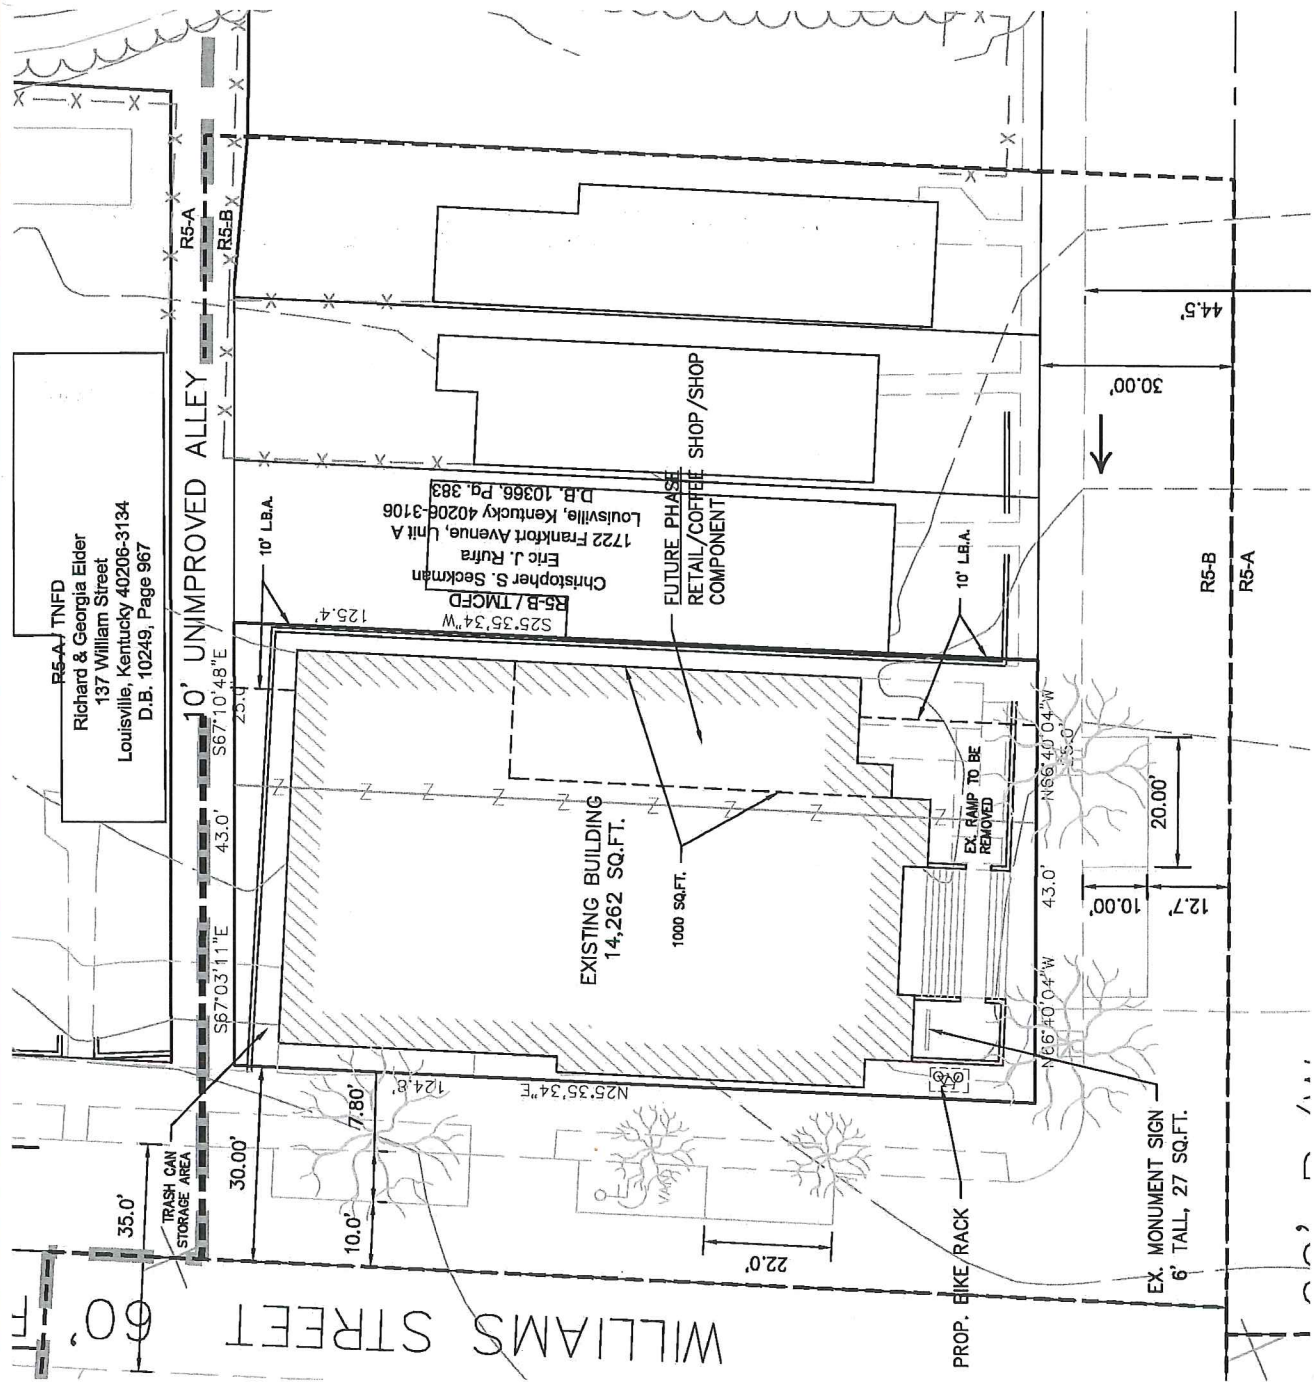 R5-A / TNFD
Richard & Georgia Elder
137 William Street
Louisville, Kentucky 40206-3134
D.B. 10249, Page 967
10' UNIMPROVED ALLEY
R5-A
R5-B
S67°10'48"E
43.0'
S67°03'11"E
10' L.B.A.
125.4'
S25°35'34"W
R5-B / TMCFD
Christopher S. Seckman
Eric J. Rufra
1722 Frankfort Avenue, Unit A
Louisville, Kentucky 40206-3106
D.B. 10366, Pg. 383
FUTURE PHASE
RETAIL/COFFEE SHOP/SHOP
COMPONENT
EXISTING BUILDING
14,262 SQ.FT.
1000 SQ.FT.
10' L.B.A.
EX. RAMP TO BE
REMOVED
N66°40'04"W
43.0'
N66°40'04"W
44.5'
30.00'
R5-B
R5-A
20.00'
10.00'
12.7'
TRASH CAN
STORAGE AREA
35.0'
30.00'
10.0'
17.80'
124.8'
N25°35'34"E
VAN
22.0'
PROP. BIKE RACK
EX. MONUMENT SIGN
6' TALL, 27 SQ.FT.
WILLIAMS STREET
60'